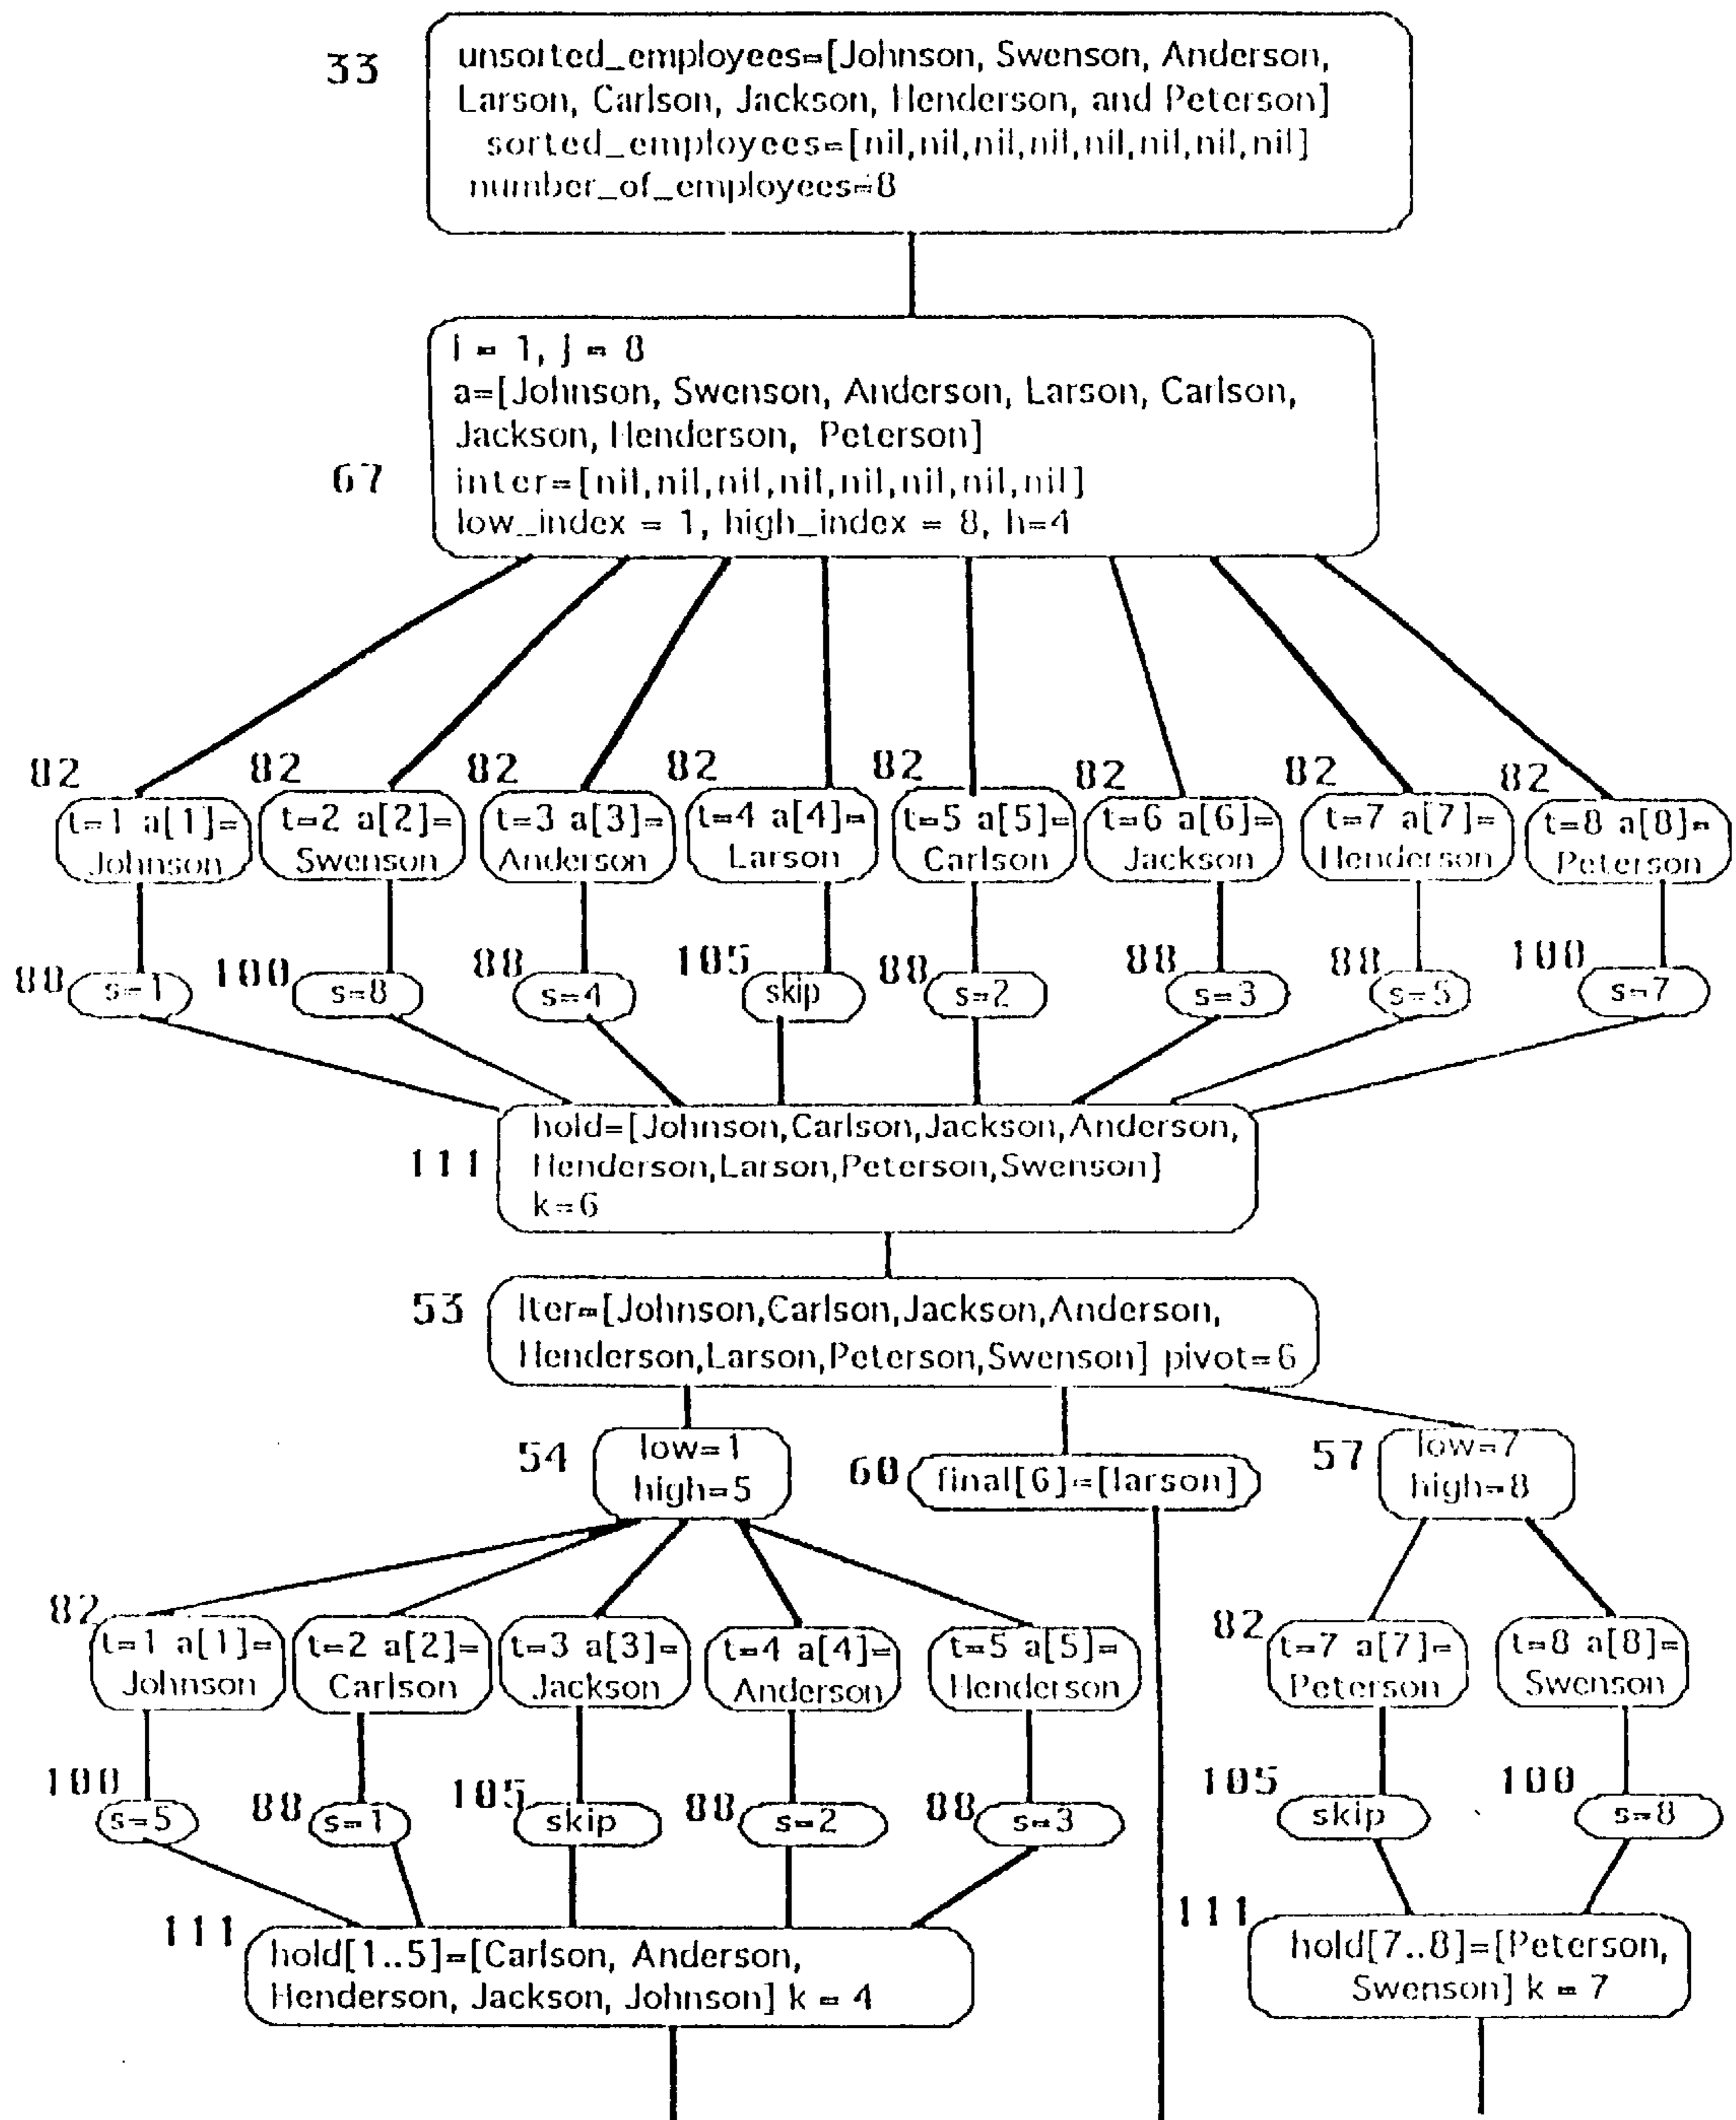 33
unsorted_employees=[Johnson, Swenson, Anderson,
Larson, Carlson, Jackson, Henderson, and Peterson]
sorted_employees=[nil,nil,nil,nil,nil,nil,nil,nil]
number_of_employees=8
i = 1, j = 8
a=[Johnson, Swenson, Anderson, Larson, Carlson,
Jackson, Henderson, Peterson]
67
inter=[nil,nil,nil,nil,nil,nil,nil,nil]
low_index = 1, high_index = 8, h=4
82 82 82 82 82 82 82 82
t=1 a[1]= t=2 a[2]= t=3 a[3]= t=4 a[4]= t=5 a[5]= t=6 a[6]= t=7 a[7]= t=8 a[8]=
Johnson Swenson Anderson Larson Carlson Jackson Henderson Peterson
88 100 88 105 88 88 88 100
s=1 s=8 s=4 skip s=2 s=3 s=5 s=7
hold=[Johnson,Carlson,Jackson,Anderson,
111 Henderson,Larson,Peterson,Swenson]
k=6
53 Iter=[Johnson,Carlson,Jackson,Anderson,
Henderson,Larson,Peterson,Swenson] pivot=6
54 low=1
high=5
60 final[6]=[larson]
57 low=7
high=8
82 82
t=1 a[1]= t=2 a[2]= t=3 a[3]= t=4 a[4]= t=5 a[5]= t=7 a[7]= t=8 a[8]=
Johnson Carlson Jackson Anderson Henderson Peterson Swenson
100 88 105 88 88 105 100
s=5 s=1 skip s=2 s=3 skip s=8
111 hold[1..5]=[Carlson, Anderson,
Henderson, Jackson, Johnson] k = 4
111 hold[7..8]=[Peterson,
Swenson] k = 7